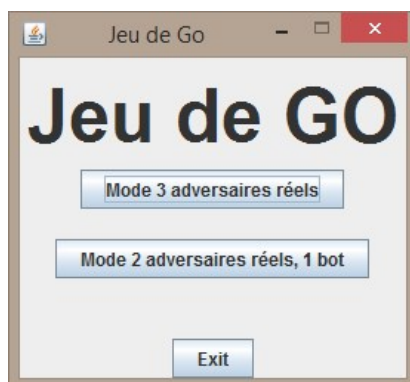 Jeu de Go
Jeu de GO
Mode 3 adversaires réels
Mode 2 adversaires réels, 1 bot
Exit